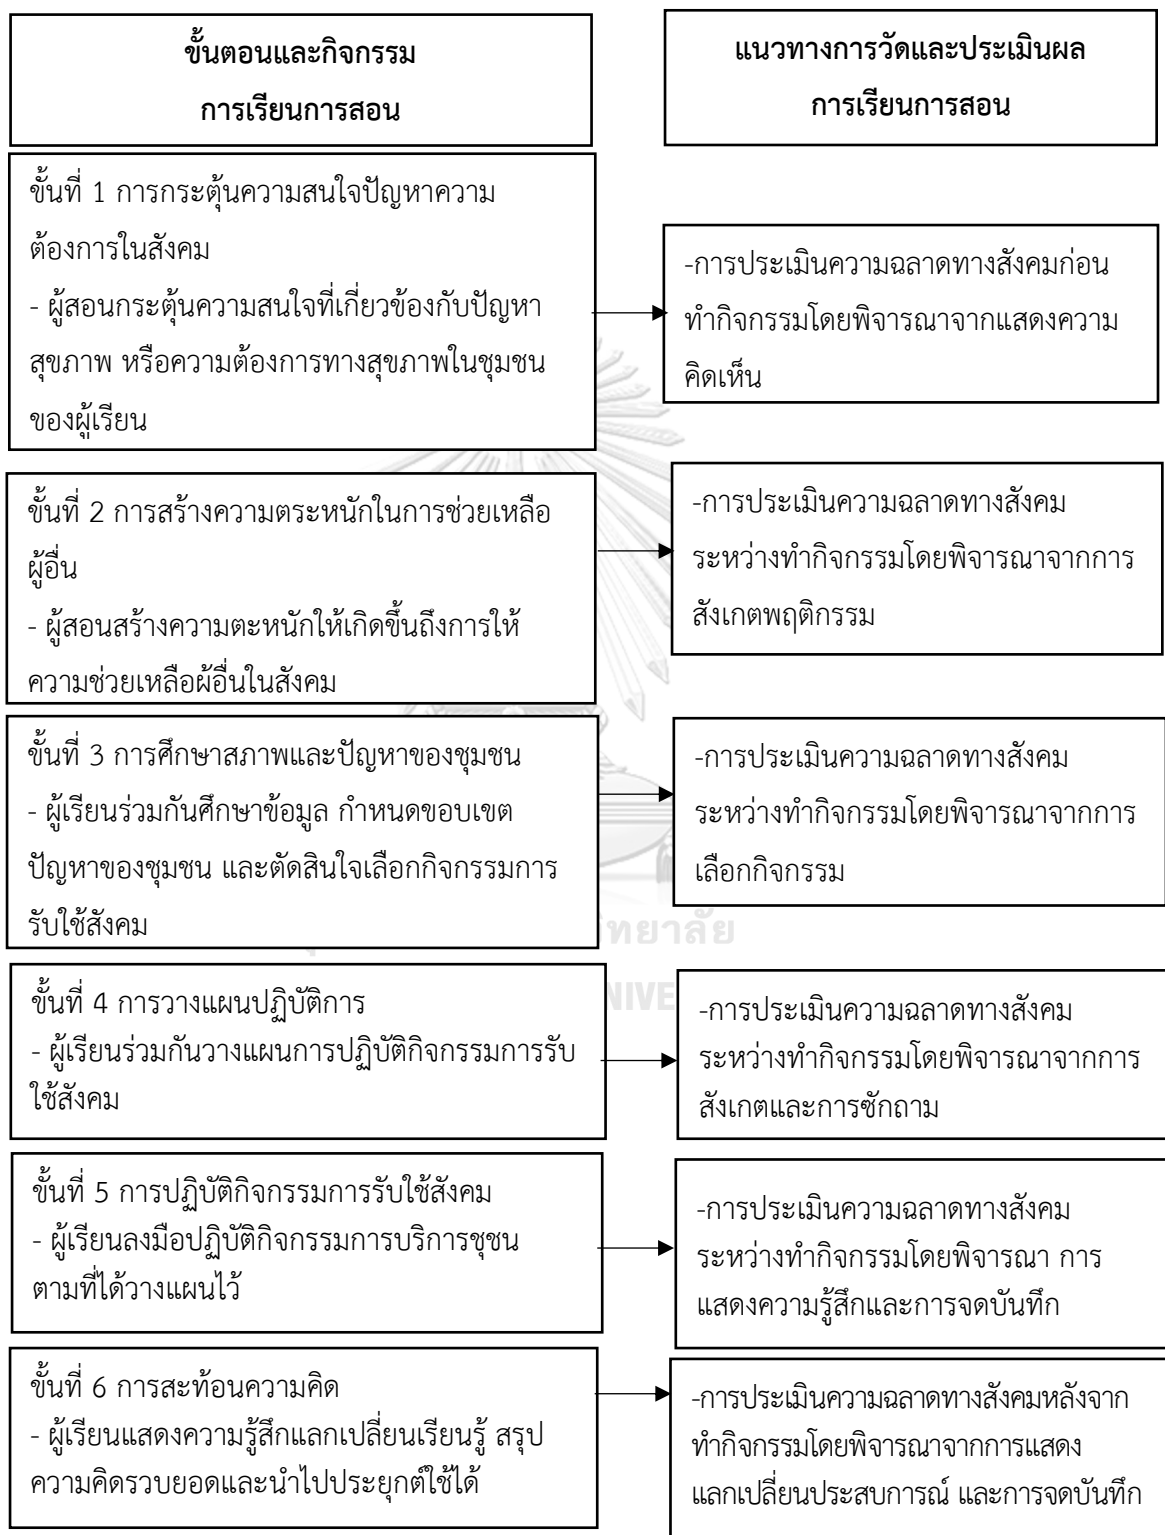 ขั้นตอนและกิจกรรม
การเรียนการสอน
แนวทางการวัดและประเมินผล
การเรียนการสอน
ขั้นที่ 1 การกระตุ้นความสนใจปัญหาความ
ต้องการในสังคม
- ผู้สอนกระตุ้นความสนใจที่เกี่ยวข้องกับปัญหา
สุขภาพ หรือความต้องการทางสุขภาพในชุมชน
ของผู้เรียน
-การประเมินความฉลาดทางสังคมก่อน
ทำกิจกรรมโดยพิจารณาจากแสดงความ
คิดเห็น
ขั้นที่ 2 การสร้างความตระหนักในการช่วยเหลือ
ผู้อื่น
- ผู้สอนสร้างความตะหนักให้เกิดขึ้นถึงการให้
ความช่วยเหลือผู้อื่นในสังคม
-การประเมินความฉลาดทางสังคม
ระหว่างทำกิจกรรมโดยพิจารณาจากการ
สังเกตพฤติกรรม
ขั้นที่ 3 การศึกษาสภาพและปัญหาของชุมชน
- ผู้เรียนร่วมกันศึกษาข้อมูล กำหนดขอบเขต
ปัญหาของชุมชน และตัดสินใจเลือกกิจกรรมการ
รับใช้สังคม
-การประเมินความฉลาดทางสังคม
ระหว่างทำกิจกรรมโดยพิจารณาจากการ
เลือกกิจกรรม
ทยาลัย
NIVE
ขั้นที่ 4 การวางแผนปฏิบัติการ
- ผู้เรียนร่วมกันวางแผนการปฏิบัติกิจกรรมการรับ
ใช้สังคม
-การประเมินความฉลาดทางสังคม
ระหว่างทำกิจกรรมโดยพิจารณาจากการ
สังเกตและการซักถาม
ขั้นที่ 5 การปฏิบัติกิจกรรมการรับใช้สังคม
- ผู้เรียนลงมือปฏิบัติกิจกรรมการบริการชุชน
ตามที่ได้วางแผนไว้
-การประเมินความฉลาดทางสังคม
ระหว่างทำกิจกรรมโดยพิจารณา การ
แสดงความรู้สึกและการจดบันทึก
ขั้นที่ 6 การสะท้อนความคิด
- ผู้เรียนแสดงความรู้สึกแลกเปลี่ยนเรียนรู้ สรุป
ความคิดรวบยอดและนำไปประยุกต์ใช้ได้
-การประเมินความฉลาดทางสังคมหลังจาก
ทำกิจกรรมโดยพิจารณาจากการแสดง
แลกเปลี่ยนประสบการณ์ และการจดบันทึก